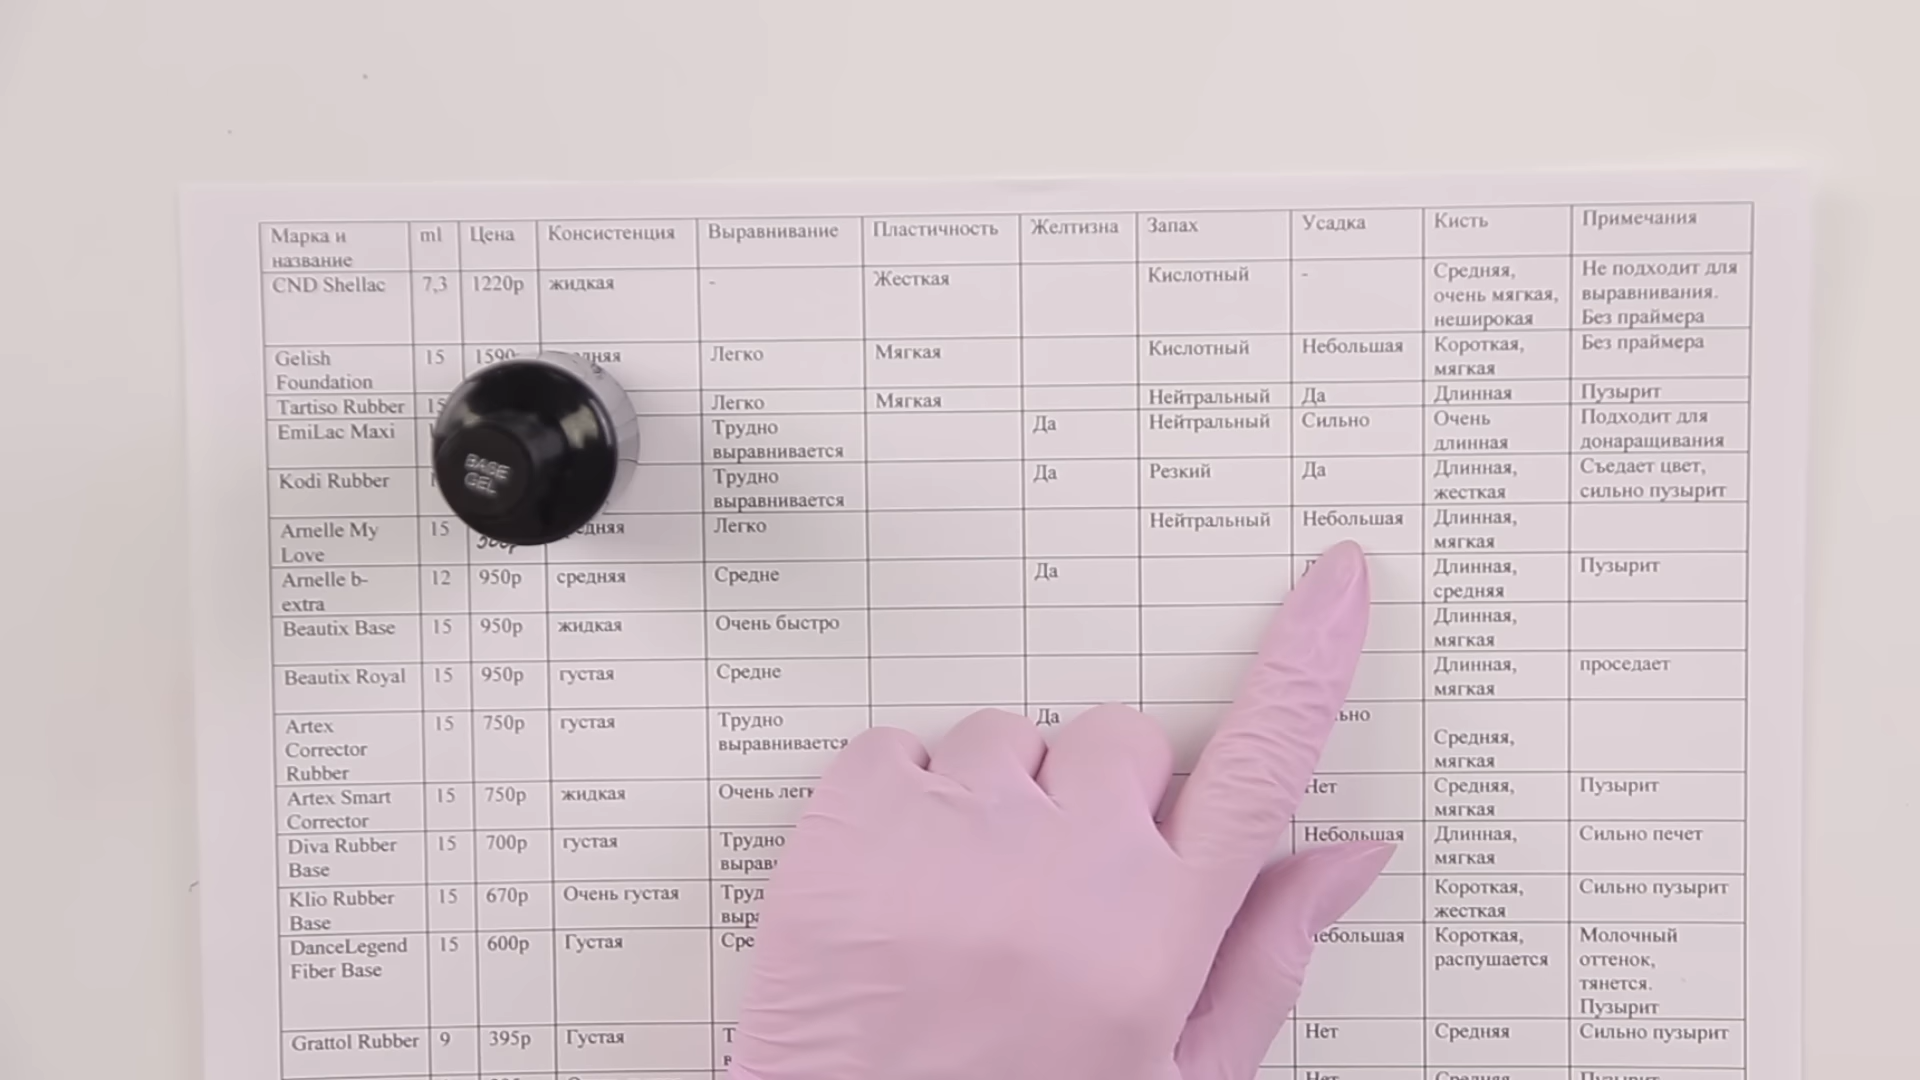 Марка и название ml Цена Консистенция Выравнивание Пластичность Желтизна Запах Усадка Кисть Примечания
CND Shellac 7,3 1220р жидкая - Жесткая Кислотный - Средняя, очень мягкая, неширокая Не подходит для выравнивания. Без праймера
Gelish Foundation 15 1590 Легко Мягкая Кислотный Небольшая Короткая, мягкая Без праймера
Tartiso Rubber 15 Легко Мягкая Нейтральный Да Длинная Пузырит
EmiLac Maxi Трудно выравнивается Да Нейтральный Сильно Очень длинная Подходит для донаращивания
Kodi Rubber Трудно выравнивается Да Резкий Да Длинная, жесткая Съедает цвет, сильно пузырит
Arnelle My Love 15 Легко Нейтральный Небольшая Длинная, мягкая
Arnelle b-extra 12 950р средняя Средне Да Длинная, средняя Пузырит
Beautix Base 15 950р жидкая Очень быстро Длинная, мягкая
Beautix Royal 15 950р густая Средне Длинная, мягкая проседает
Artex Corrector Rubber 15 750р густая Трудно выравнивается Да Средняя, мягкая
Artex Smart Corrector 15 750р жидкая Очень Нет Средняя, мягкая Пузырит
Diva Rubber Base 15 700р густая Трудно Небольшая Длинная, мягкая Сильно печет
Klio Rubber Base 15 670р Очень густая Короткая, жесткая Сильно пузырит
DanceLegend Fiber Base 15 600р Густая Небольшая Короткая, распушается Молочный оттенок, тянется. Пузырит
Grattol Rubber 9 395р Густая Нет Средняя Сильно пузырит
BASE
GEL